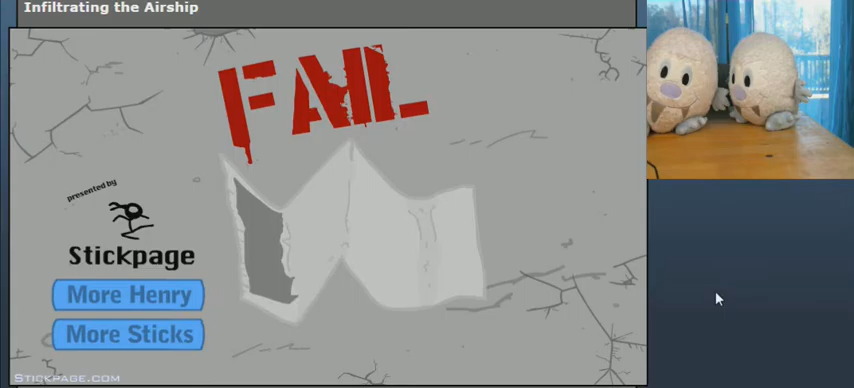 Infiltrating the Airship
FAIL
presented by
Stickpage
More Henry
More Sticks
STICKPAGE.COM